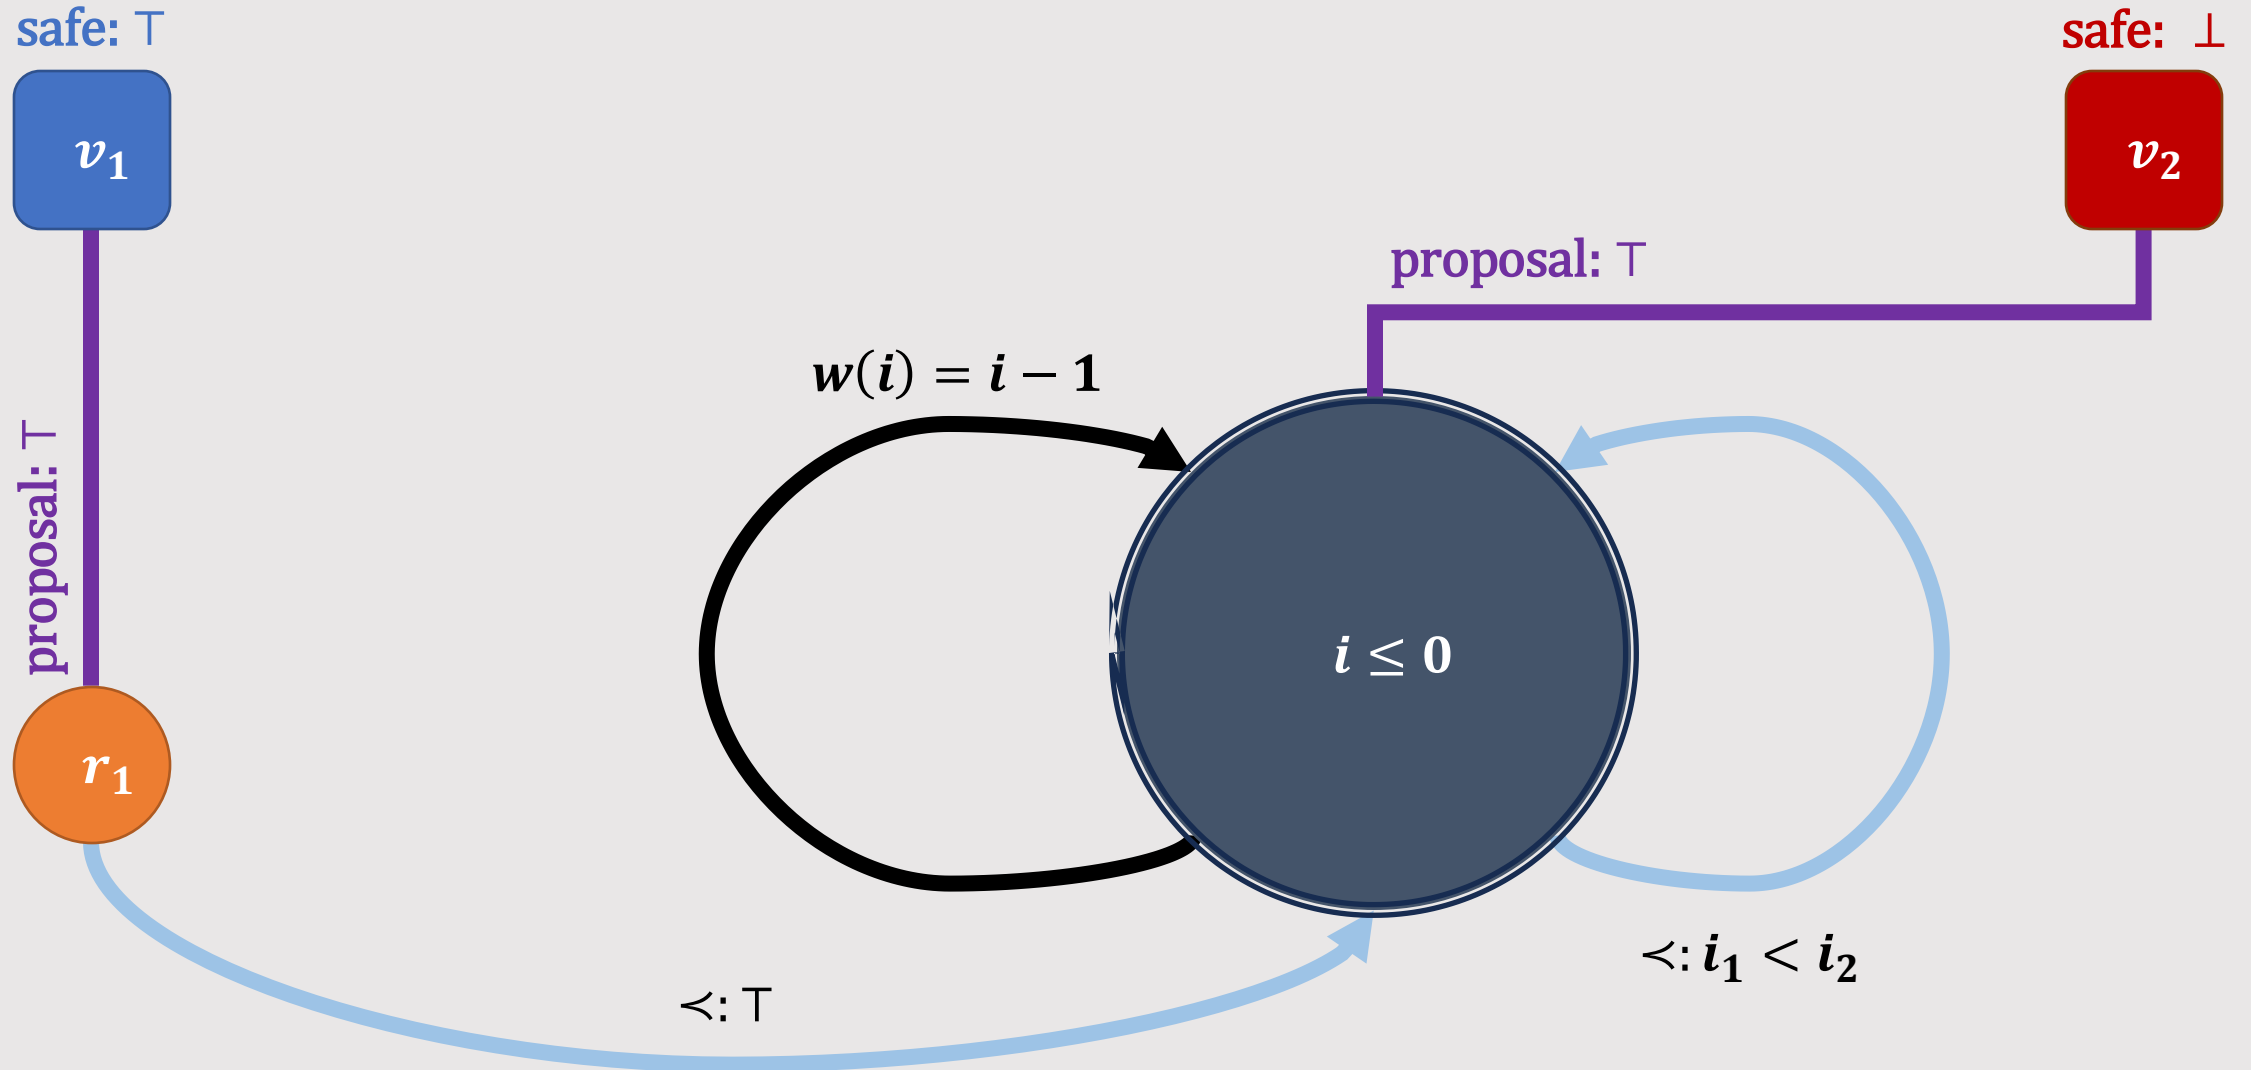 safe: ⊤
safe: ⊥
v₁
v₂
proposal: ⊤
w(i) = i − 1
proposal: ⊤
i ≤ 0
r₁
≺: i₁ < i₂
≺: ⊤